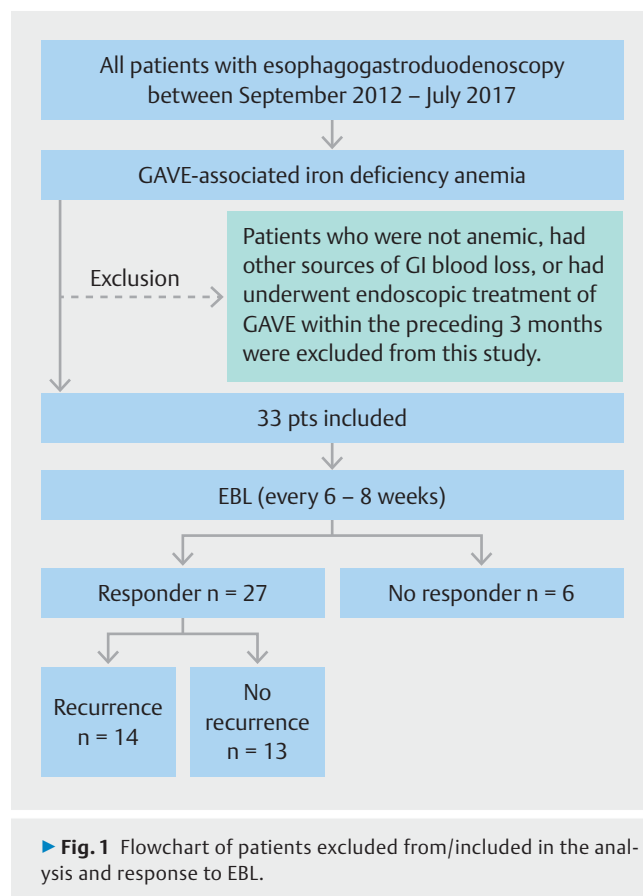 All patients with esophagogastroduodenoscopy
between September 2012 – July 2017
GAVE-associated iron deficiency anemia
Exclusion
Patients who were not anemic, had
other sources of GI blood loss, or had
underwent endoscopic treatment of
GAVE within the preceding 3 months
were excluded from this study.
33 pts included
EBL (every 6 – 8 weeks)
Responder n = 27
No responder n = 6
Recurrence
n = 14
No
recurrence
n = 13
▶ Fig. 1 Flowchart of patients excluded from/included in the anal-
ysis and response to EBL.